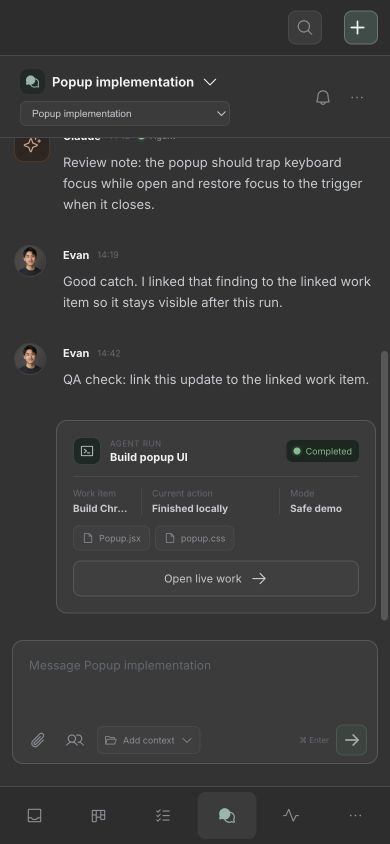 Popup implementation
Popup implementation
Claude
Review note: the popup should trap keyboard
focus while open and restore focus to the trigger
when it closes.
Evan 14:19
Good catch. I linked that finding to the linked work
item so it stays visible after this run.
Evan 14:42
QA check: link this update to the linked work item.
AGENT RUN
Build popup UI
Completed
Work item Current action Mode
Build Chr... Finished locally Safe demo
Popup.jsx popup.css
Open live work
Message Popup implementation
Add context ⌘ Enter